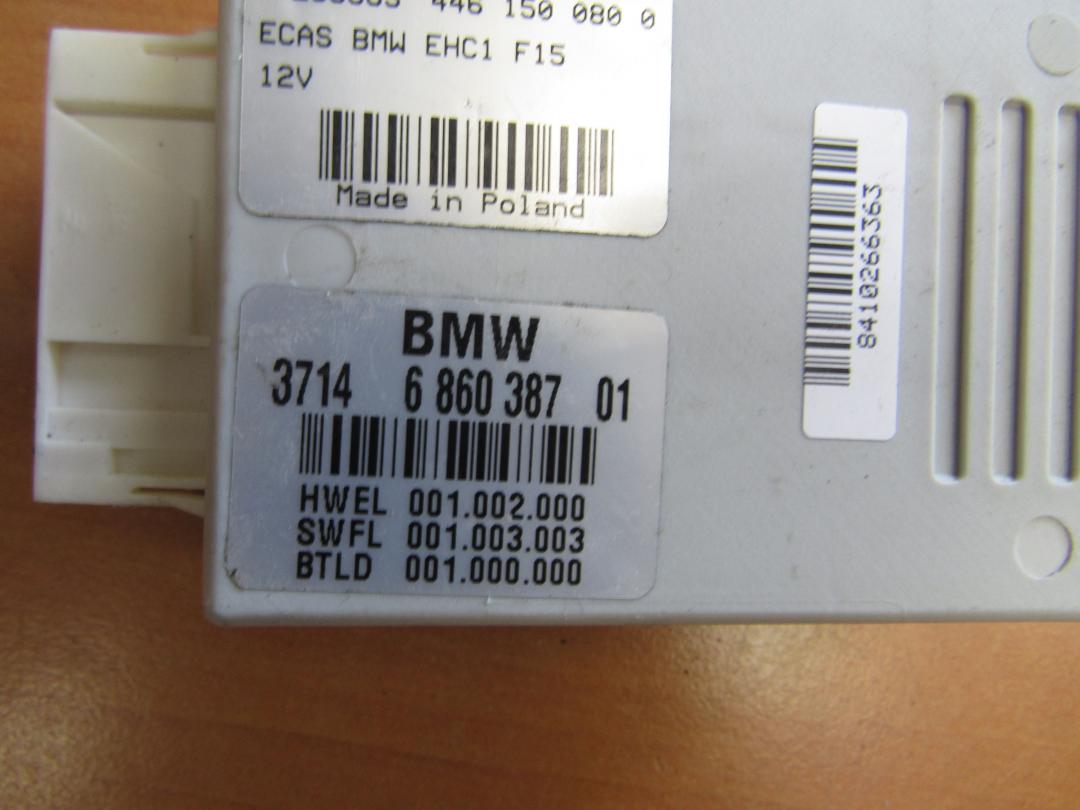 446 150 080 0
ECAS BMW EHC1 F15
12V
Made in Poland
BMW
3714 6 860 387 01
HWEL 001.002.000
SWFL 001.003.003
BTLD 001.000.000
8410266363